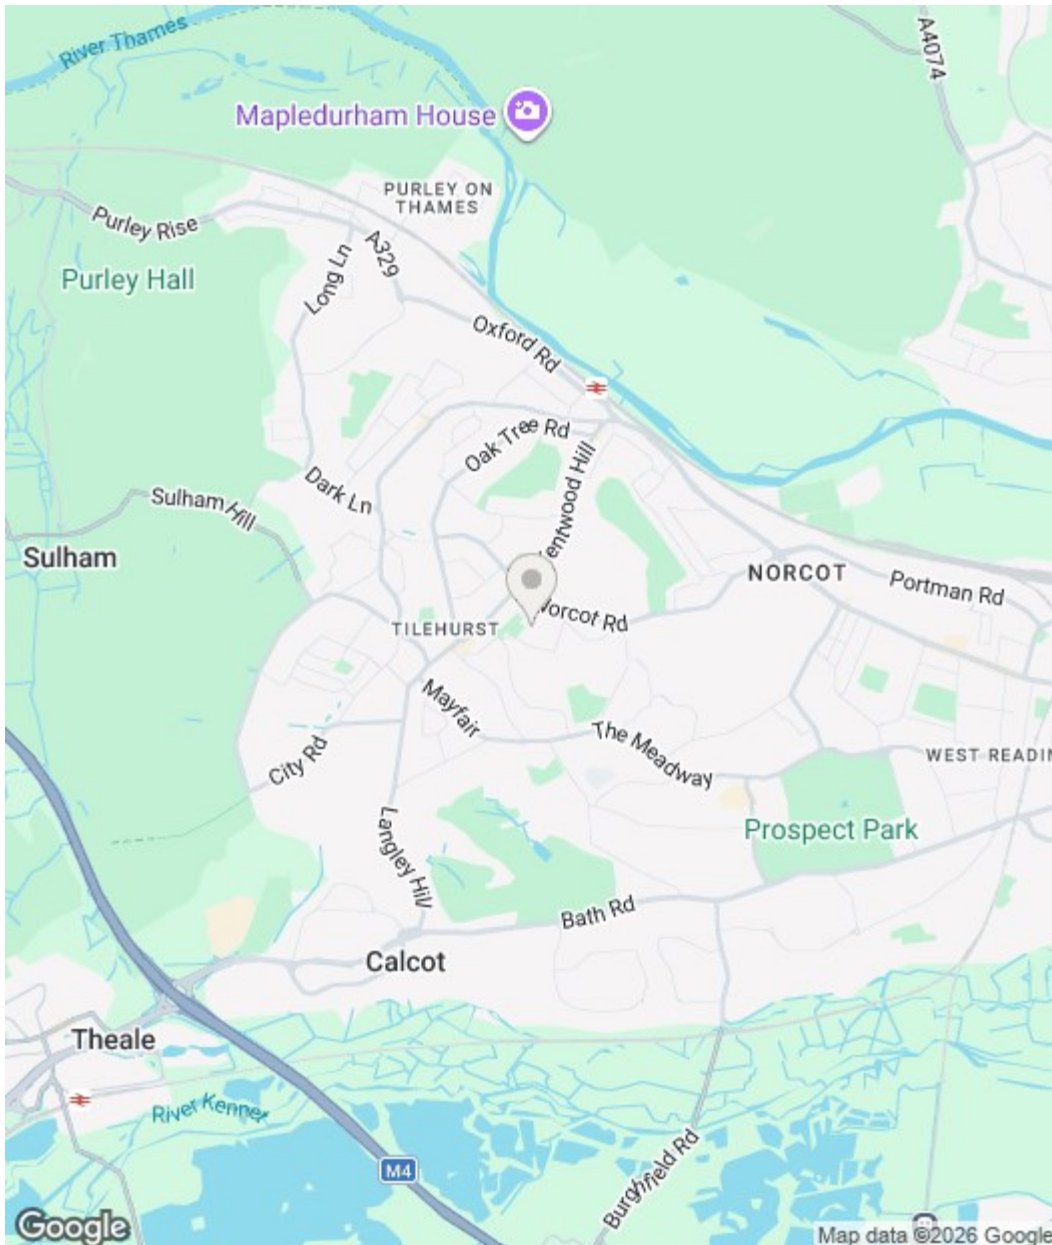 River Thames
A4074
Mapledurham House
PURLEY ON
THAMES
Purley Rise
A329
Long Ln
Purley Hall
Oxford Rd
Oak Tree Rd
Dark Ln
Sulham Hill
Sulham
NORCOT
Portman Rd
Norcot Rd
TILEHURST
Mayfair
The Meadway
WEST READIN
City Rd
Langley Hill
Prospect Park
Bath Rd
Calcot
Theale
River Kennet
M4
Burghfield Rd
Google
Map data ©2026 Google